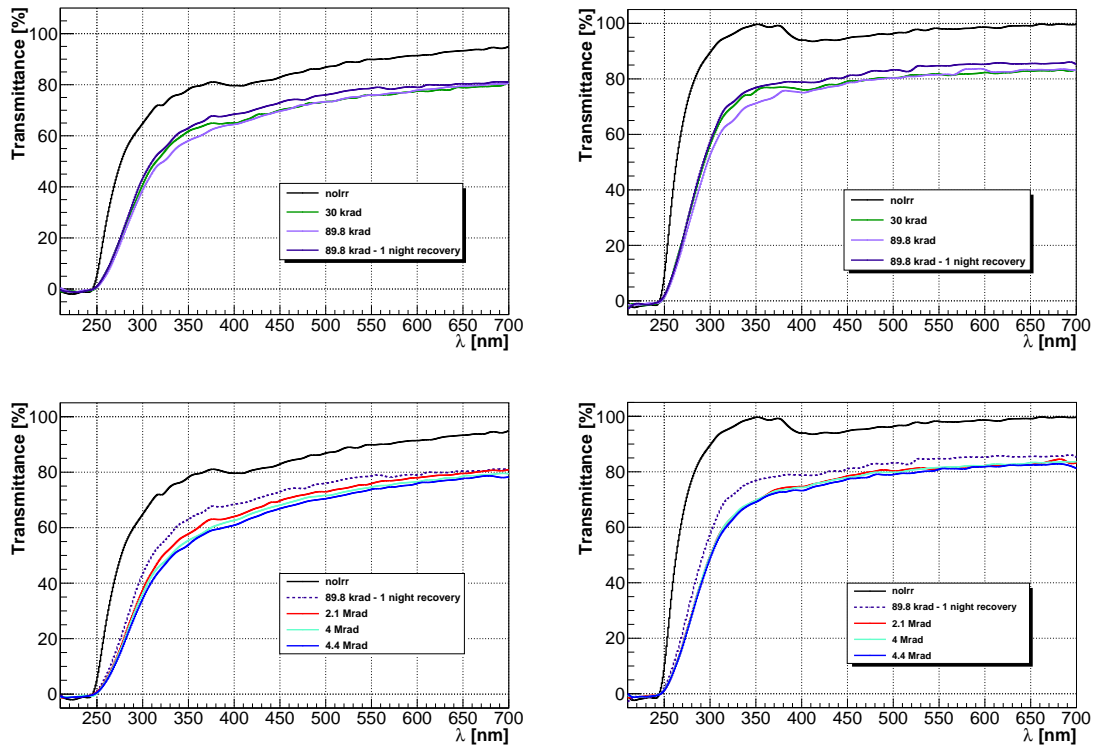 Transmittance [%]
100
80
60
40
20
0
noIrr
30 krad
89.8 krad
89.8 krad - 1 night recovery
250 300 350 400 450 500 550 600 650 700
λ [nm]
Transmittance [%]
100
80
60
40
20
0
noIrr
30 krad
89.8 krad
89.8 krad - 1 night recovery
250 300 350 400 450 500 550 600 650 700
λ [nm]
Transmittance [%]
100
80
60
40
20
0
noIrr
89.8 krad - 1 night recovery
2.1 Mrad
4 Mrad
4.4 Mrad
250 300 350 400 450 500 550 600 650 700
λ [nm]
Transmittance [%]
100
80
60
40
20
0
noIrr
89.8 krad - 1 night recovery
2.1 Mrad
4 Mrad
4.4 Mrad
250 300 350 400 450 500 550 600 650 700
λ [nm]